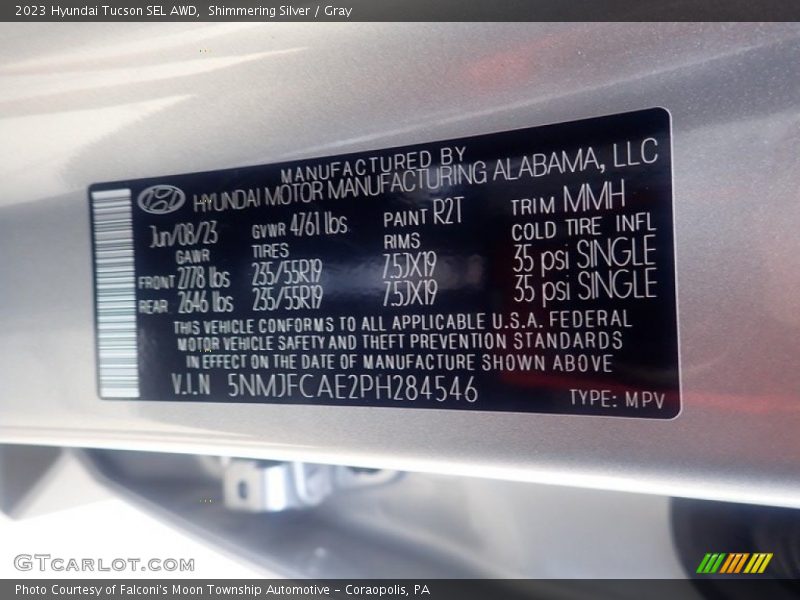 2023 Hyundai Tucson SEL AWD,  Shimmering Silver / Gray
MANUFACTURED BY
HYUNDAI MOTOR MANUFACTURING ALABAMA, LLC
Jun/08/23 GVWR 4761 lbs PAINT R2T TRIM MMH
GAWR TIRES RIMS COLD TIRE INFL
FRONT 2778 lbs 235/55R19 7.5JX19 35 psi SINGLE
REAR 2646 lbs 235/55R19 7.5JX19 35 psi SINGLE
THIS VEHICLE CONFORMS TO ALL APPLICABLE U.S.A. FEDERAL
MOTOR VEHICLE SAFETY AND THEFT PREVENTION STANDARDS
IN EFFECT ON THE DATE OF MANUFACTURE SHOWN ABOVE
V.I.N 5NMJFCAE2PH284546 TYPE: MPV
GTCARLOT.COM
Photo Courtesy of Falconi's Moon Township Automotive - Coraopolis, PA